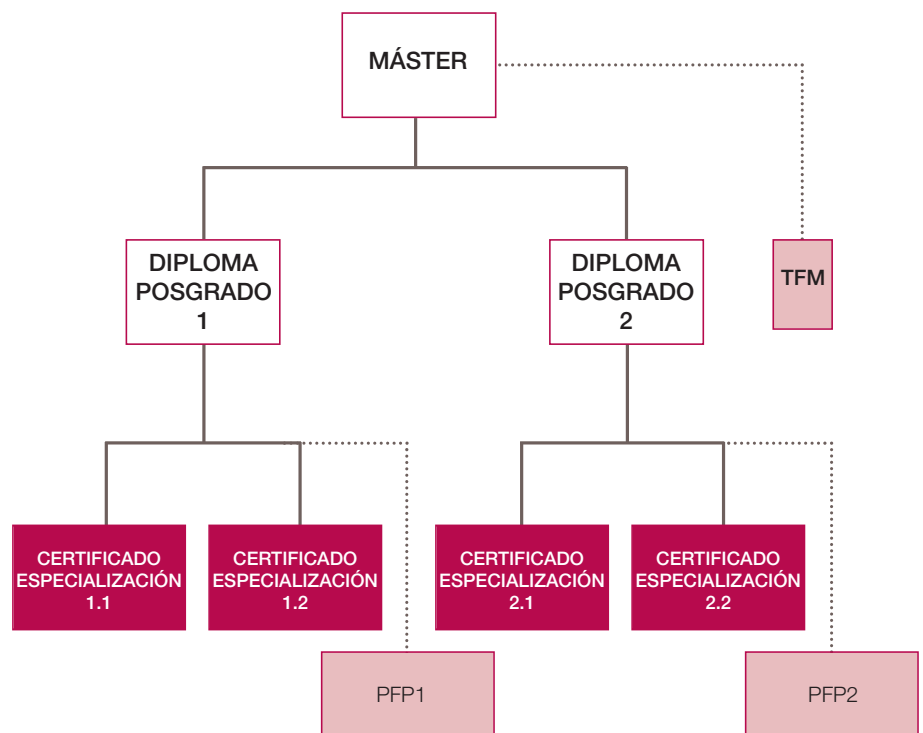 MÁSTER
DIPLOMA
POSGRADO
1
DIPLOMA
POSGRADO
2
TFM
CERTIFICADO
ESPECIALIZACIÓN
1.1
CERTIFICADO
ESPECIALIZACIÓN
1.2
CERTIFICADO
ESPECIALIZACIÓN
2.1
CERTIFICADO
ESPECIALIZACIÓN
2.2
PFP1
PFP2